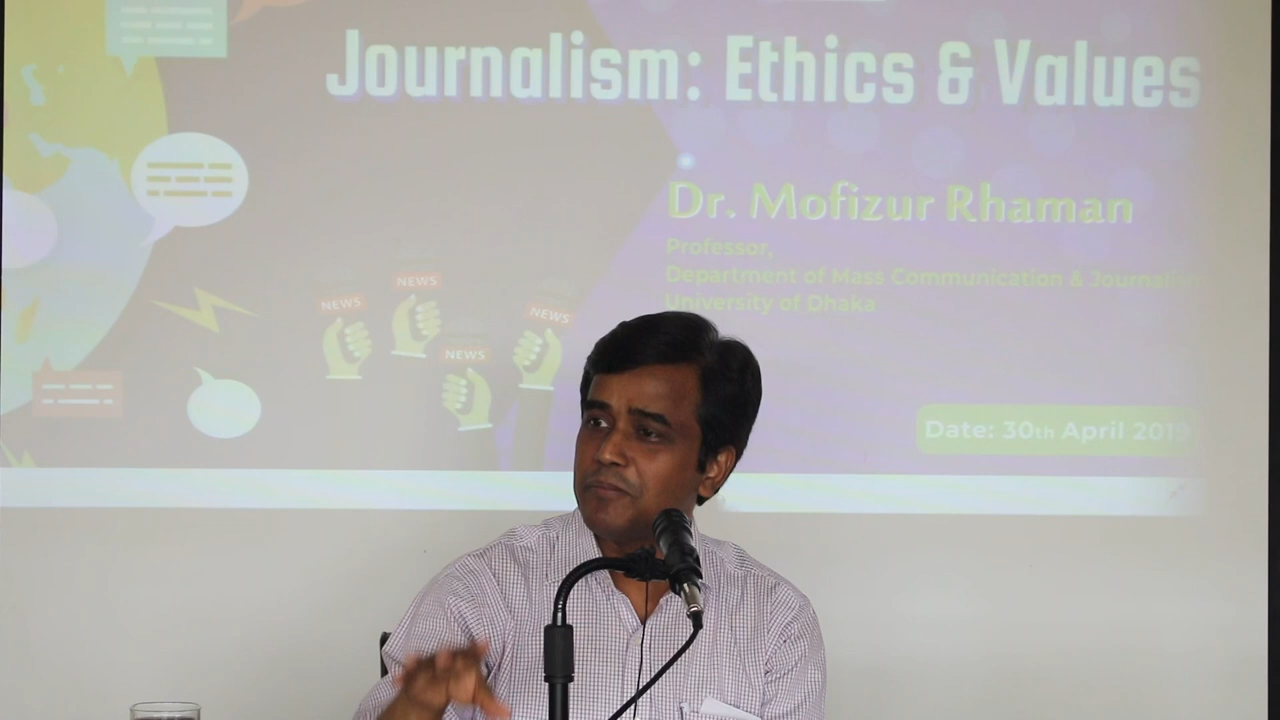 Journalism: Ethics & Values
Dr. Mofizur Rhaman
Professor,
Department of Mass Communication & Journalism
University of Dhaka
NEWS
NEWS
NEWS
NEWS
Date: 30th April 2019